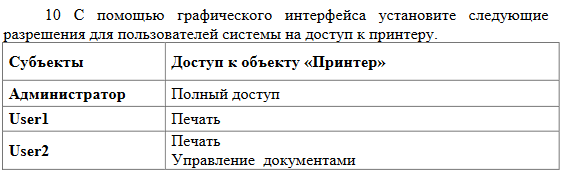 10 С помощью графического интерфейса установите следующие
разрешения для пользователей системы на доступ к принтеру.
Субъекты Доступ к объекту «Принтер»
Администратор Полный доступ
User1 Печать
User2 Печать
Управление документами